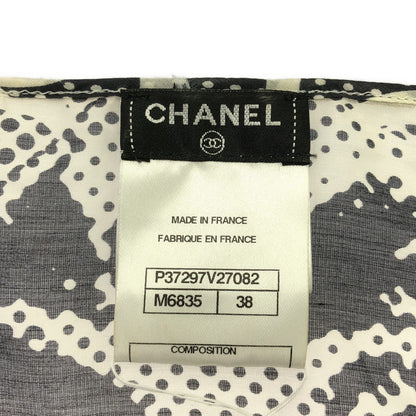 CHANEL
MADE IN FRANCE
FABRIQUE EN FRANCE
P37297V27082
M6835 38
COMPOSITION